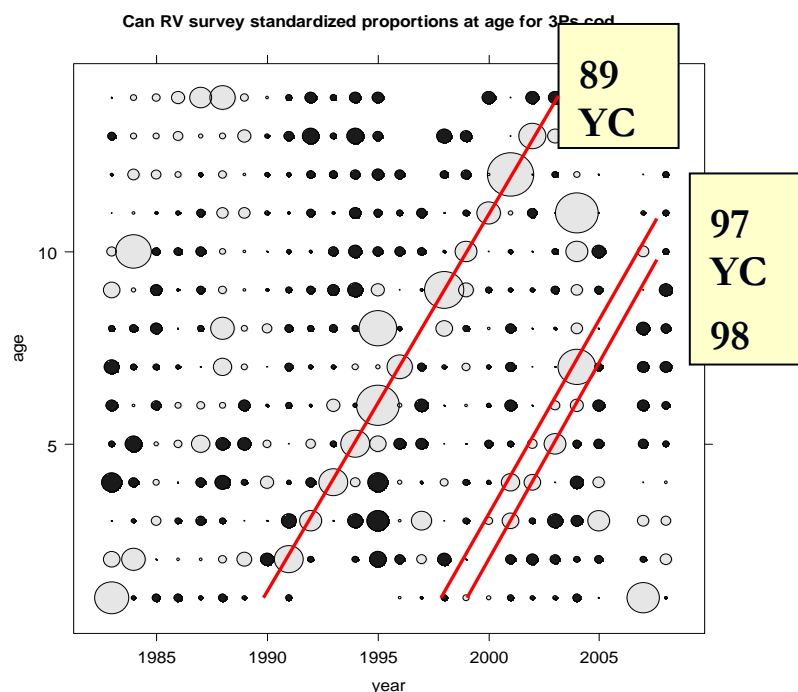 Can RV survey standardized proportions at age for 3Ps cod
89
YC
97
YC
98
10
5
age
1985 1990 1995 2000 2005
year